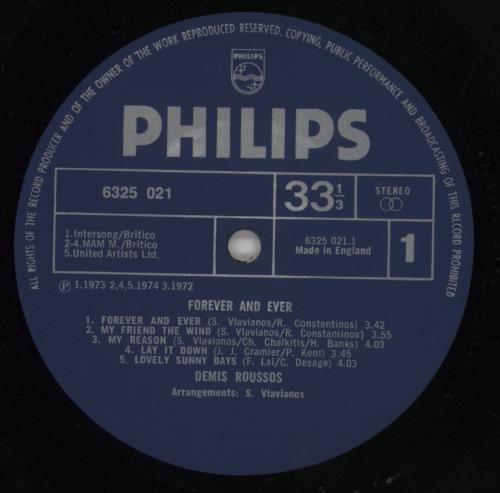 ALL RIGHTS OF THE RECORD PRODUCER AND OF THE OWNER OF THE WORK REPRODUCED RESERVED. COPYING, PUBLIC PERFORMANCE AND BROADCASTING OF THIS RECORD PROHIBITED
PHILIPS
PHILIPS
6325 021
33 1/3
STEREO
1.Intersong/Britico
2-4.MAM M./Britico
5.United Artists Ltd.
6325 021.1
Made in England
1
Ⓟ 1.1973 2,4,5.1974 3.1972
FOREVER AND EVER
1. FOREVER AND EVER (S. Vlavianos/R. Constantinos) 3.42
2. MY FRIEND THE WIND (S. Vlavianos/R. Constantinos) 3.55
3. MY REASON (S. Vlavianos/Ch. Chalkitis/H. Banks) 4.03
4. LAY IT DOWN (J. J. Cramier/P. Kent) 3.45
5. LOVELY SUNNY DAYS (F. Lai/C. Desage) 4.03
DEMIS ROUSSOS
Arrangements: S. Vlavianos